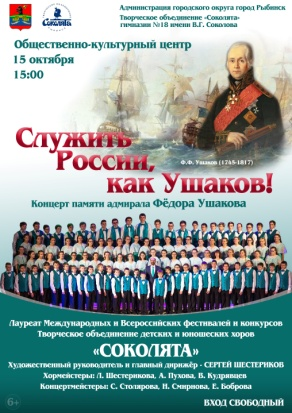 Администрация городского округа город Рыбинск
Творческое объединение «Соколята»
гимназии №18 имени В.Г. Соколова
СОКОЛЯТА
Общественно-культурный центр
15 октября
15:00
Служить
России,
как Ушаков!
Ф.Ф. Ушаков (1745-1817)
Концерт памяти адмирала Фёдора Ушакова
Лауреат Международных и Всероссийских фестивалей и конкурсов
Творческое объединение детских и юношеских хоров
«СОКОЛЯТА»
Художественный руководитель и главный дирижёр - СЕРГЕЙ ШЕСТЕРИКОВ
Хормейстеры: Л. Шестерикова, А. Пухова, В. Кудрявцев
Концертмейстеры: С. Столярова, Н. Смирнова, Е. Боброва
6+
ВХОД СВОБОДНЫЙ